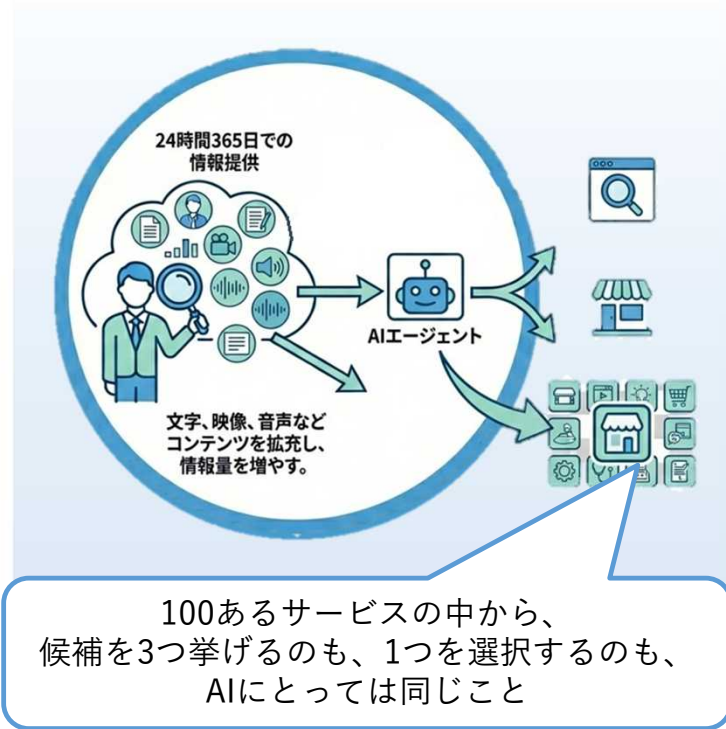 24時間365日での
情報提供
AIエージェント
文字、映像、音声など
コンテンツを拡充し、
情報量を増やす。
100あるサービスの中から、
候補を3つ挙げるのも、1つを選択するのも、
AIにとっては同じこと